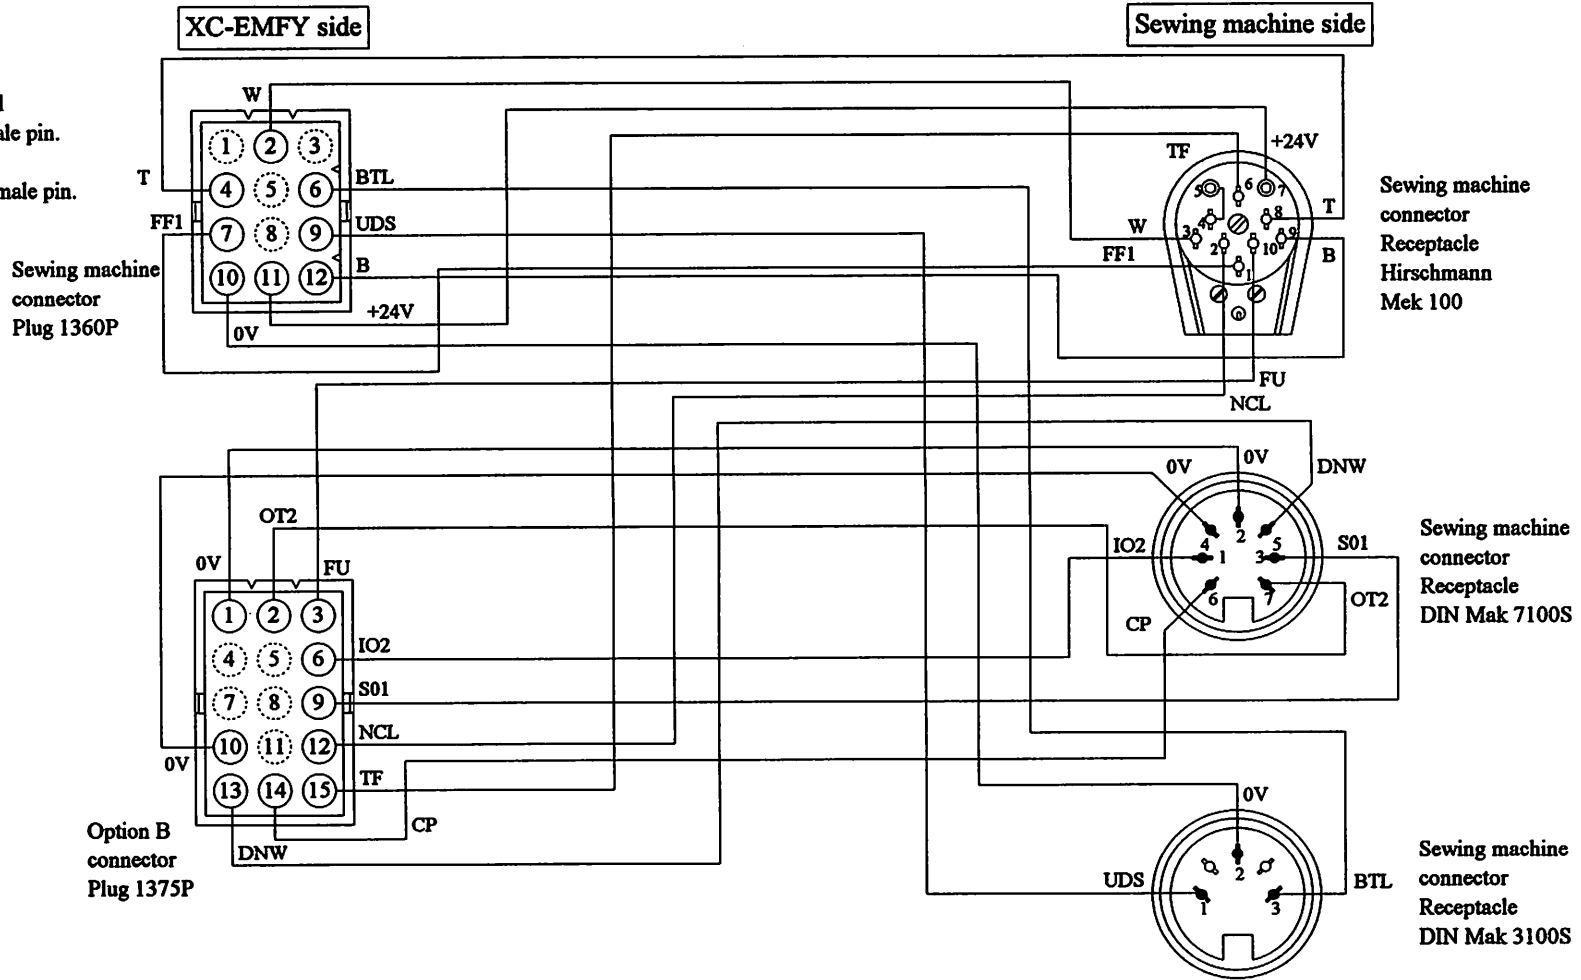 XC-EMFY side
Sewing machine side
ale pin.
male pin.
W
1 2 3
T
4 5 6
BTL
FF1
7 8 9
UDS
10 11 12
B
Sewing machine
connector
Plug 1360P
+24V
0V
TF
+24V
5 6 7
4 8
T
W
3 2 10 9
B
FF1
1
Sewing machine
connector
Receptacle
Hirschmann
Mek 100
FU
NCL
0V
0V
DNW
IO2
4 2 5
1 3
S01
6 7
CP
OT2
Sewing machine
connector
Receptacle
DIN Mak 7100S
OT2
0V
FU
1 2 3
4 5 6
IO2
7 8 9
S01
10 11 12
NCL
0V
13 14 15
TF
CP
DNW
Option B
connector
Plug 1375P
0V
UDS
1 2 3
BTL
Sewing machine
connector
Receptacle
DIN Mak 3100S